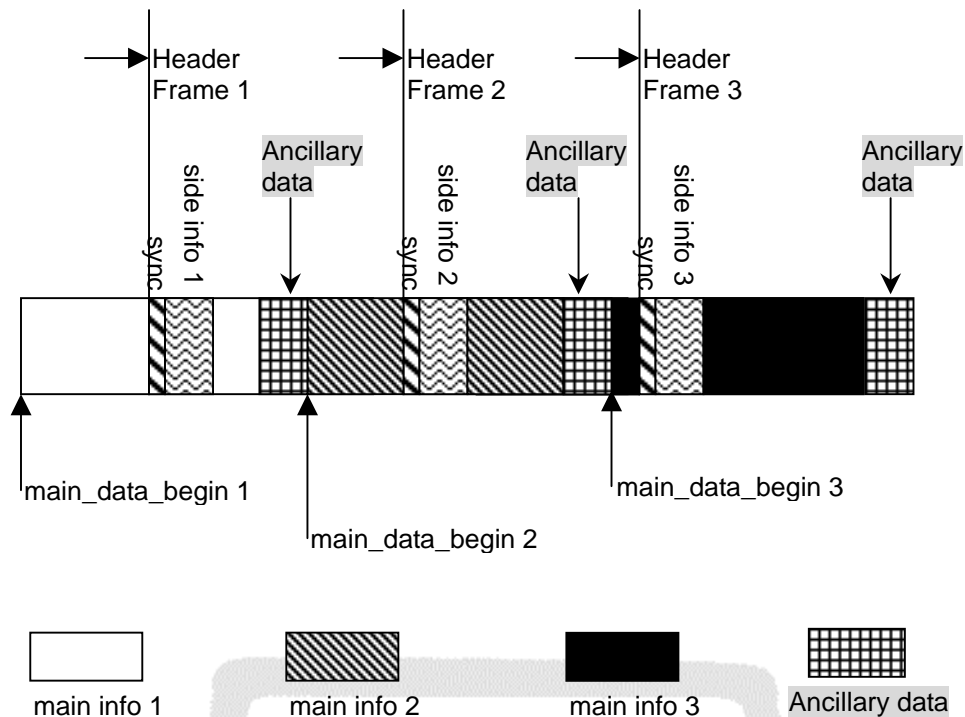 Header
Frame 1
Header
Frame 2
Header
Frame 3
Ancillary
data
Ancillary
data
Ancillary
data
sync
side info 1
sync
side info 2
sync
side info 3
main_data_begin 1
main_data_begin 2
main_data_begin 3
main info 1
main info 2
main info 3
Ancillary data